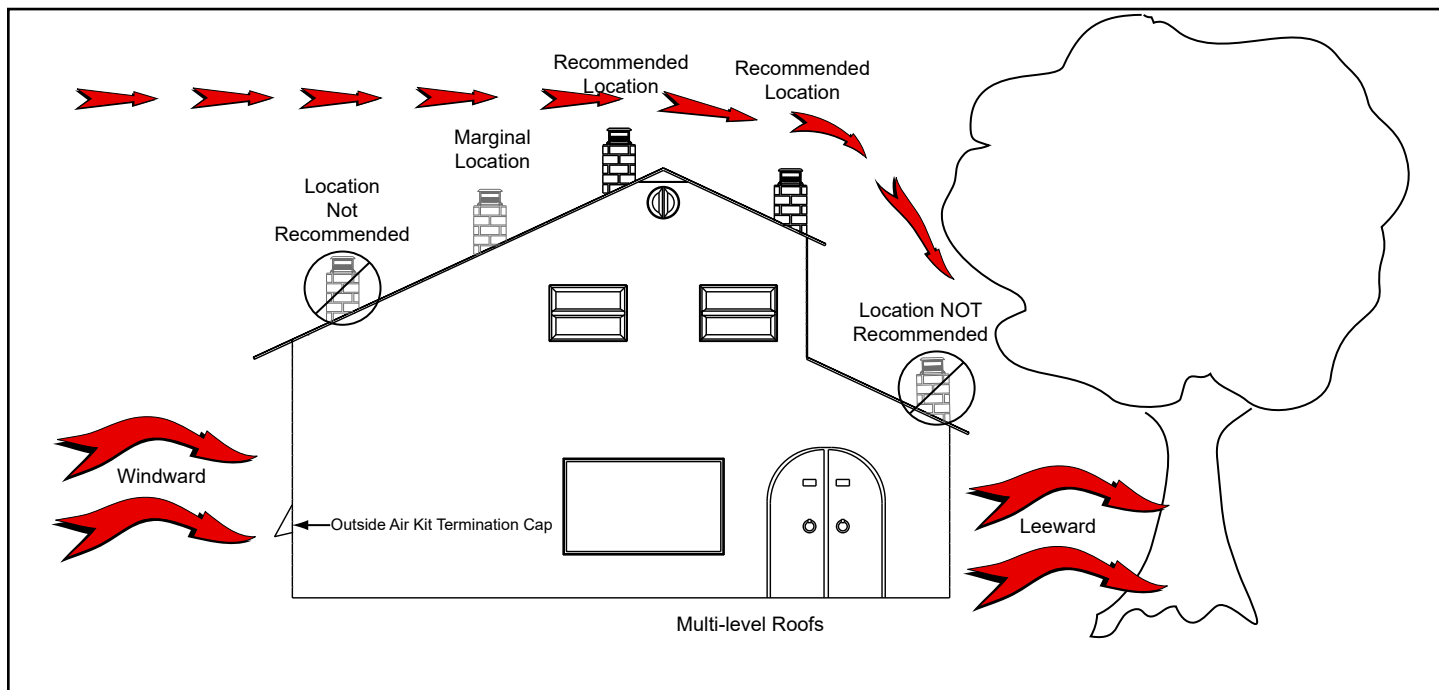 Recommended
Location
Recommended
Location
Marginal
Location
Location
Not
Recommended
Location NOT
Recommended
Windward
Outside Air Kit Termination Cap
Leeward
Multi-level Roofs